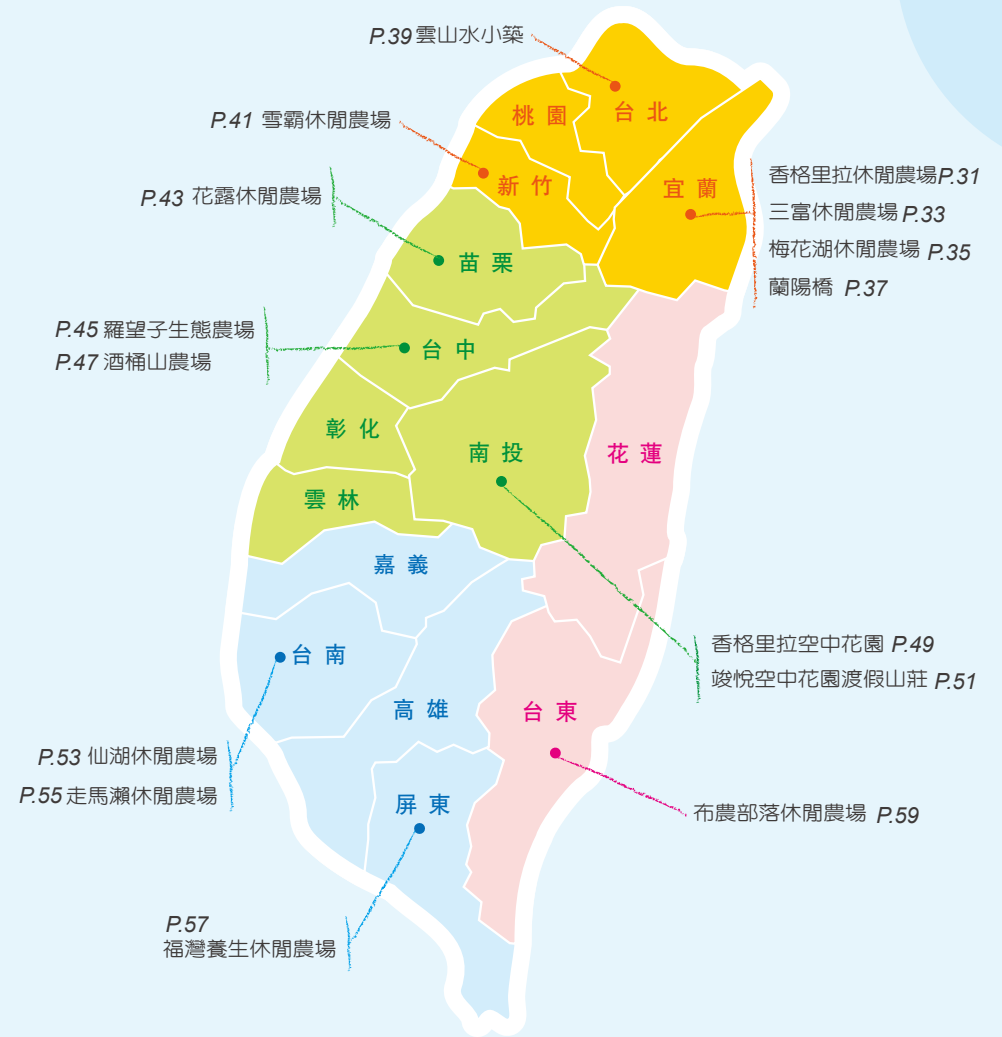 P.39 雲山水小築
桃園
台北
P.41 雪霸休閒農場
新竹
宜蘭
香格里拉休閒農場P.31
三富休閒農場 P.33
梅花湖休閒農場 P.35
蘭陽橋 P.37
P.43 花露休閒農場
苗栗
P.45 羅望子生態農場
P.47 酒桶山農場
台中
彰化
南投
花蓮
雲林
嘉義
香格里拉空中花園 P.49
竣悅空中花園渡假山莊 P.51
台南
高雄
台東
P.53 仙湖休閒農場
P.55 走馬瀨休閒農場
屏東
布農部落休閒農場 P.59
P.57
福灣養生休閒農場